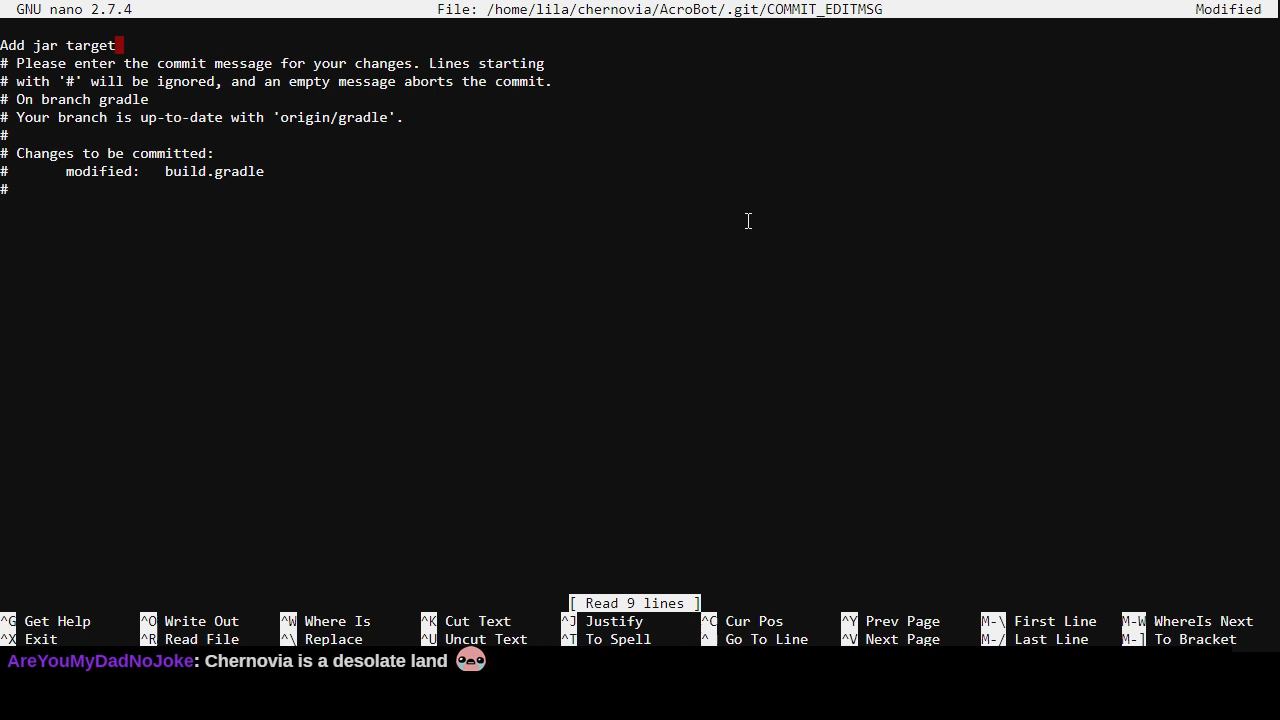 GNU nano 2.7.4 File: /home/lila/chernovia/AcroBot/.git/COMMIT_EDITMSG Modified
Add jar target
# Please enter the commit message for your changes. Lines starting
# with '#' will be ignored, and an empty message aborts the commit.
# On branch gradle
# Your branch is up-to-date with 'origin/gradle'.
#
# Changes to be committed:
# modified: build.gradle
#
[ Read 9 lines ]
^G Get Help ^O Write Out ^W Where Is ^K Cut Text ^J Justify ^C Cur Pos ^Y Prev Page M-\ First Line M-W WhereIs Next
^X Exit ^R Read File ^\ Replace ^U Uncut Text ^T To Spell ^_ Go To Line ^V Next Page M-/ Last Line M-] To Bracket
AreYouMyDadNoJoke: Chernovia is a desolate land